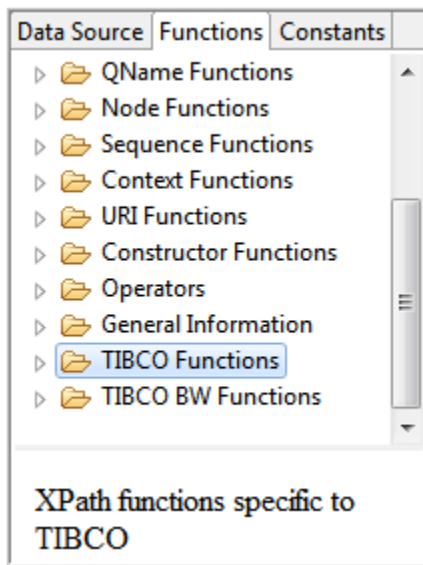 Data Source Functions Constants
QName Functions
Node Functions
Sequence Functions
Context Functions
URI Functions
Constructor Functions
Operators
General Information
TIBCO Functions
TIBCO BW Functions
XPath functions specific to
TIBCO